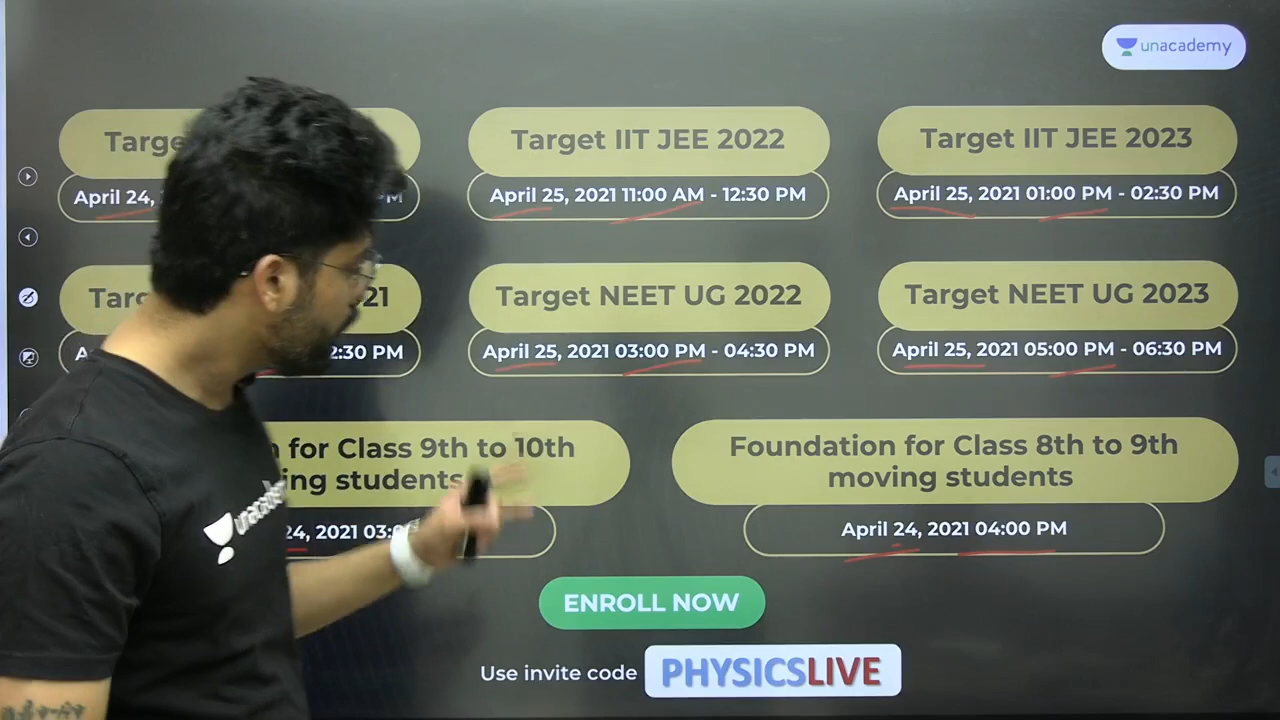 unacademy
Target IIT JEE 2022
Target IIT JEE 2023
April 24,
April 25, 2021 11:00 AM - 12:30 PM
April 25, 2021 01:00 PM - 02:30 PM
21
Target NEET UG 2022
Target NEET UG 2023
2:30 PM
April 25, 2021 03:00 PM - 04:30 PM
April 25, 2021 05:00 PM - 06:30 PM
for Class 9th to 10th
students
Foundation for Class 8th to 9th
moving students
24, 2021
April 24, 2021 04:00 PM
unacademy
ENROLL NOW
Use invite code PHYSICSLIVE